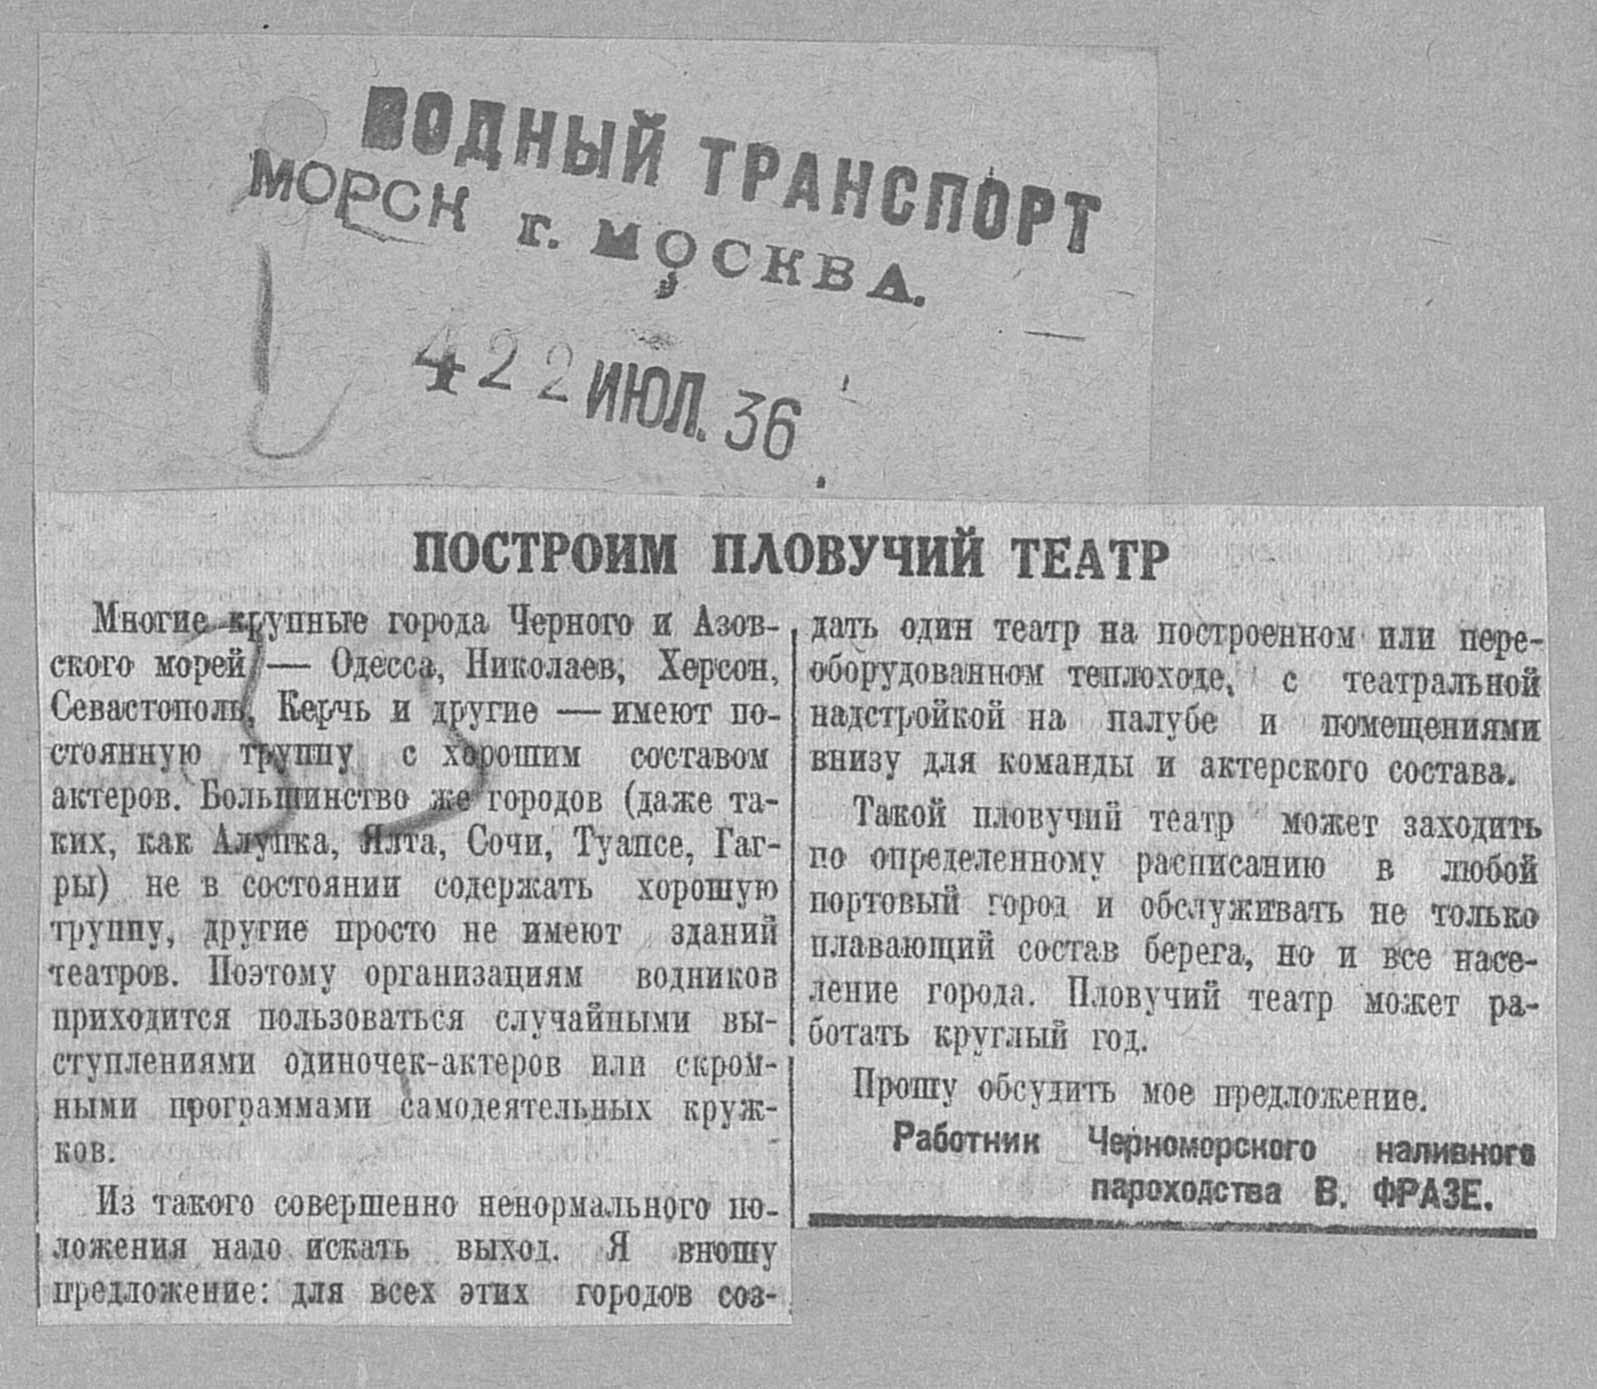 ВОДНЫЙ ТРАНСПОРТ
МОРСК г. МОСКВА.
4 22 ИЮЛ. 36
ПОСТРОИМ ПЛОВУЧИЙ ТЕАТР
Многие крупные города Черного и Азов-
ского морей — Одесса, Николаев, Херсон,
Севастополь, Керчь и другие — имеют по-
стоянную труппу с хорошим составом
актеров. Большинство же городов (даже та-
ких, как Алупка, Ялта, Сочи, Туапсе, Гаг-
ры) не в состоянии содержать хорошую
труппу, другие просто не имеют зданий
театров. Поэтому организациям водников
приходится пользоваться случайными вы-
ступлениями одиночек-актеров или скром-
ными программами самодеятельных круж-
ков.
Из такого совершенно ненормального по-
ложения надо искать выход. Я вношу
предложение: для всех этих городов соз-
дать один театр на построенном или пере-
оборудованном теплоходе, с театральной
надстройкой на палубе и помещениями
внизу для команды и актерского состава.
Такой пловучий театр может заходить
по определенному расписанию в любой
портовый город и обслуживать не только
плавающий состав берега, но и все насе-
ление города. Пловучий театр может ра-
ботать круглый год.
Прошу обсудить мое предложение.
Работник Черноморского наливного
пароходства В. ФРАЗЕ.